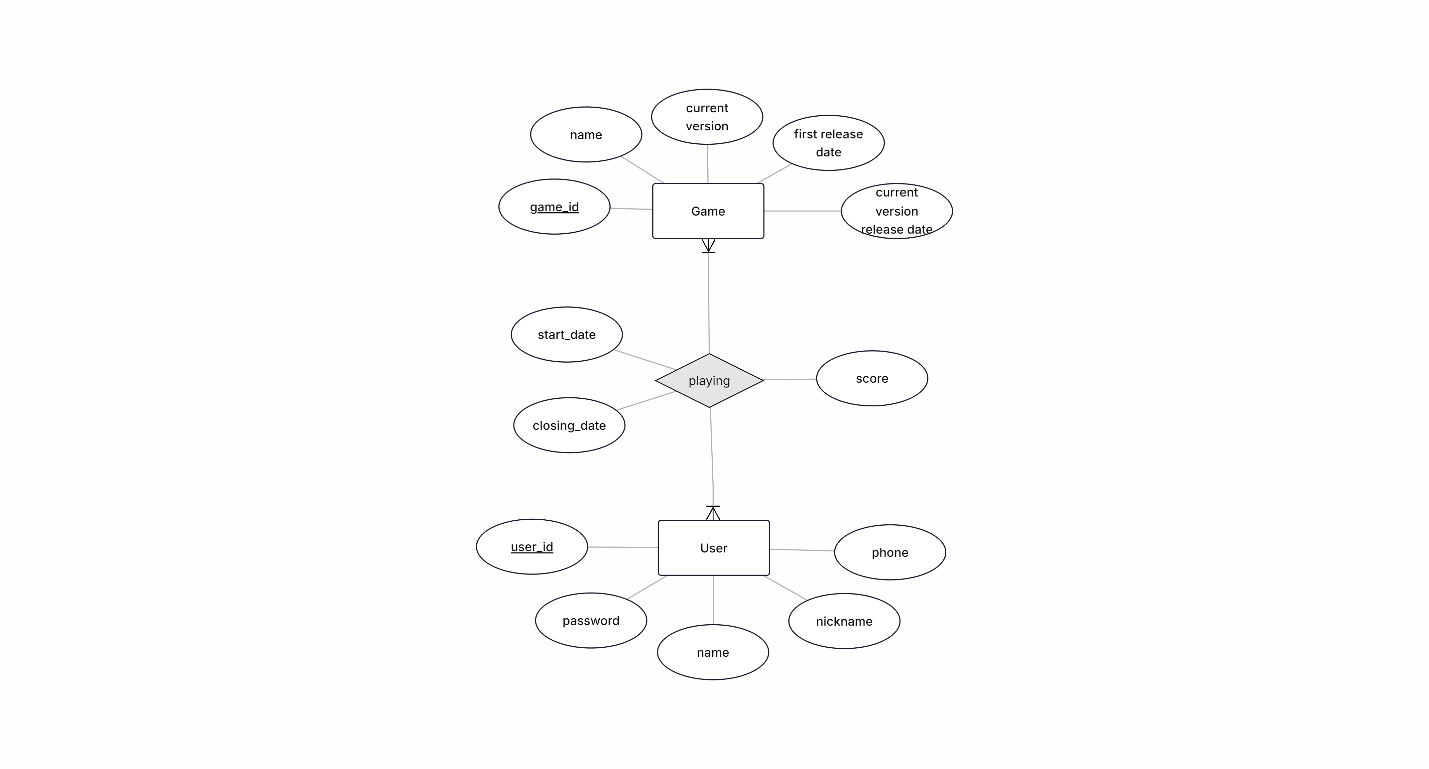 current
version
name
first release
date
game_id
Game
current
version
release date
start_date
playing
score
closing_date
user_id
User
phone
password
nickname
name